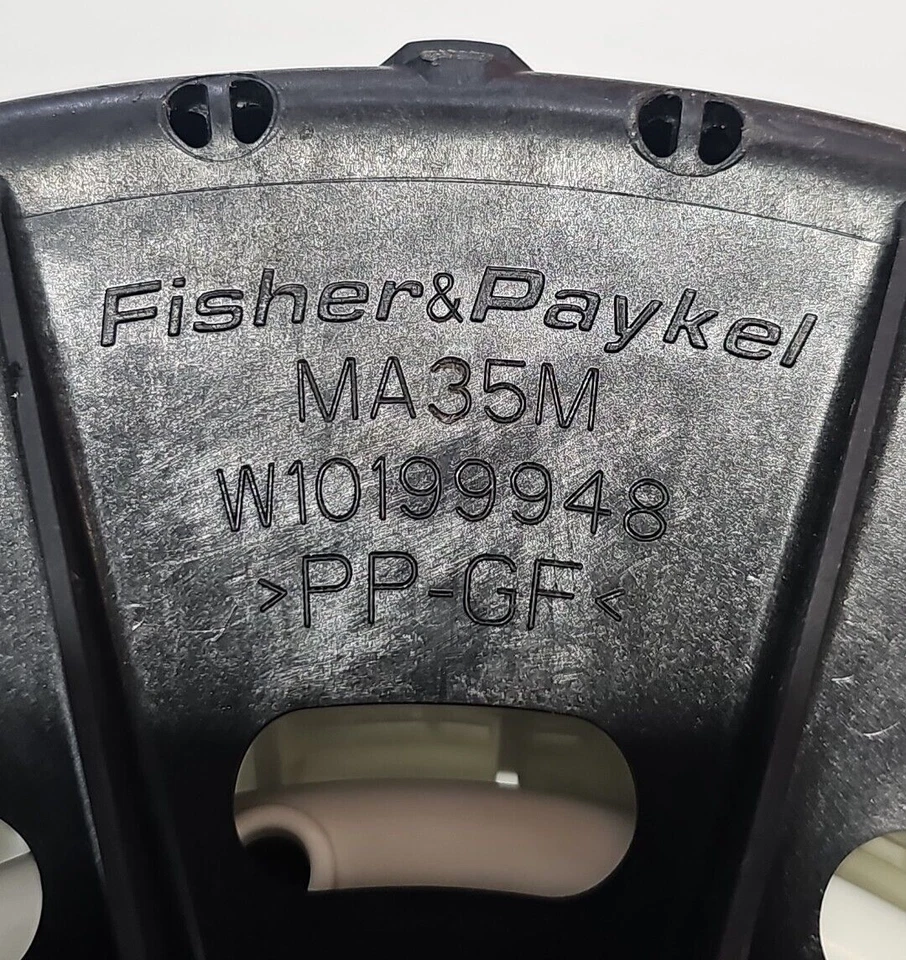 Fisher&Paykel
MA35M
W10199948
>PP-GF<